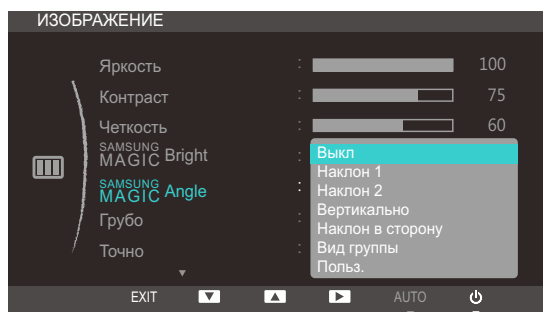 ИЗОБРАЖЕНИЕ
Яркость : 100
Контраст : 75
Четкость : 60
SAMSUNG
MAGIC Bright :
SAMSUNG
MAGIC Angle :
Грубо :
Точно :
Выкл
Наклон 1
Наклон 2
Вертикально
Наклон в сторону
Вид группы
Польз.
EXIT AUTO